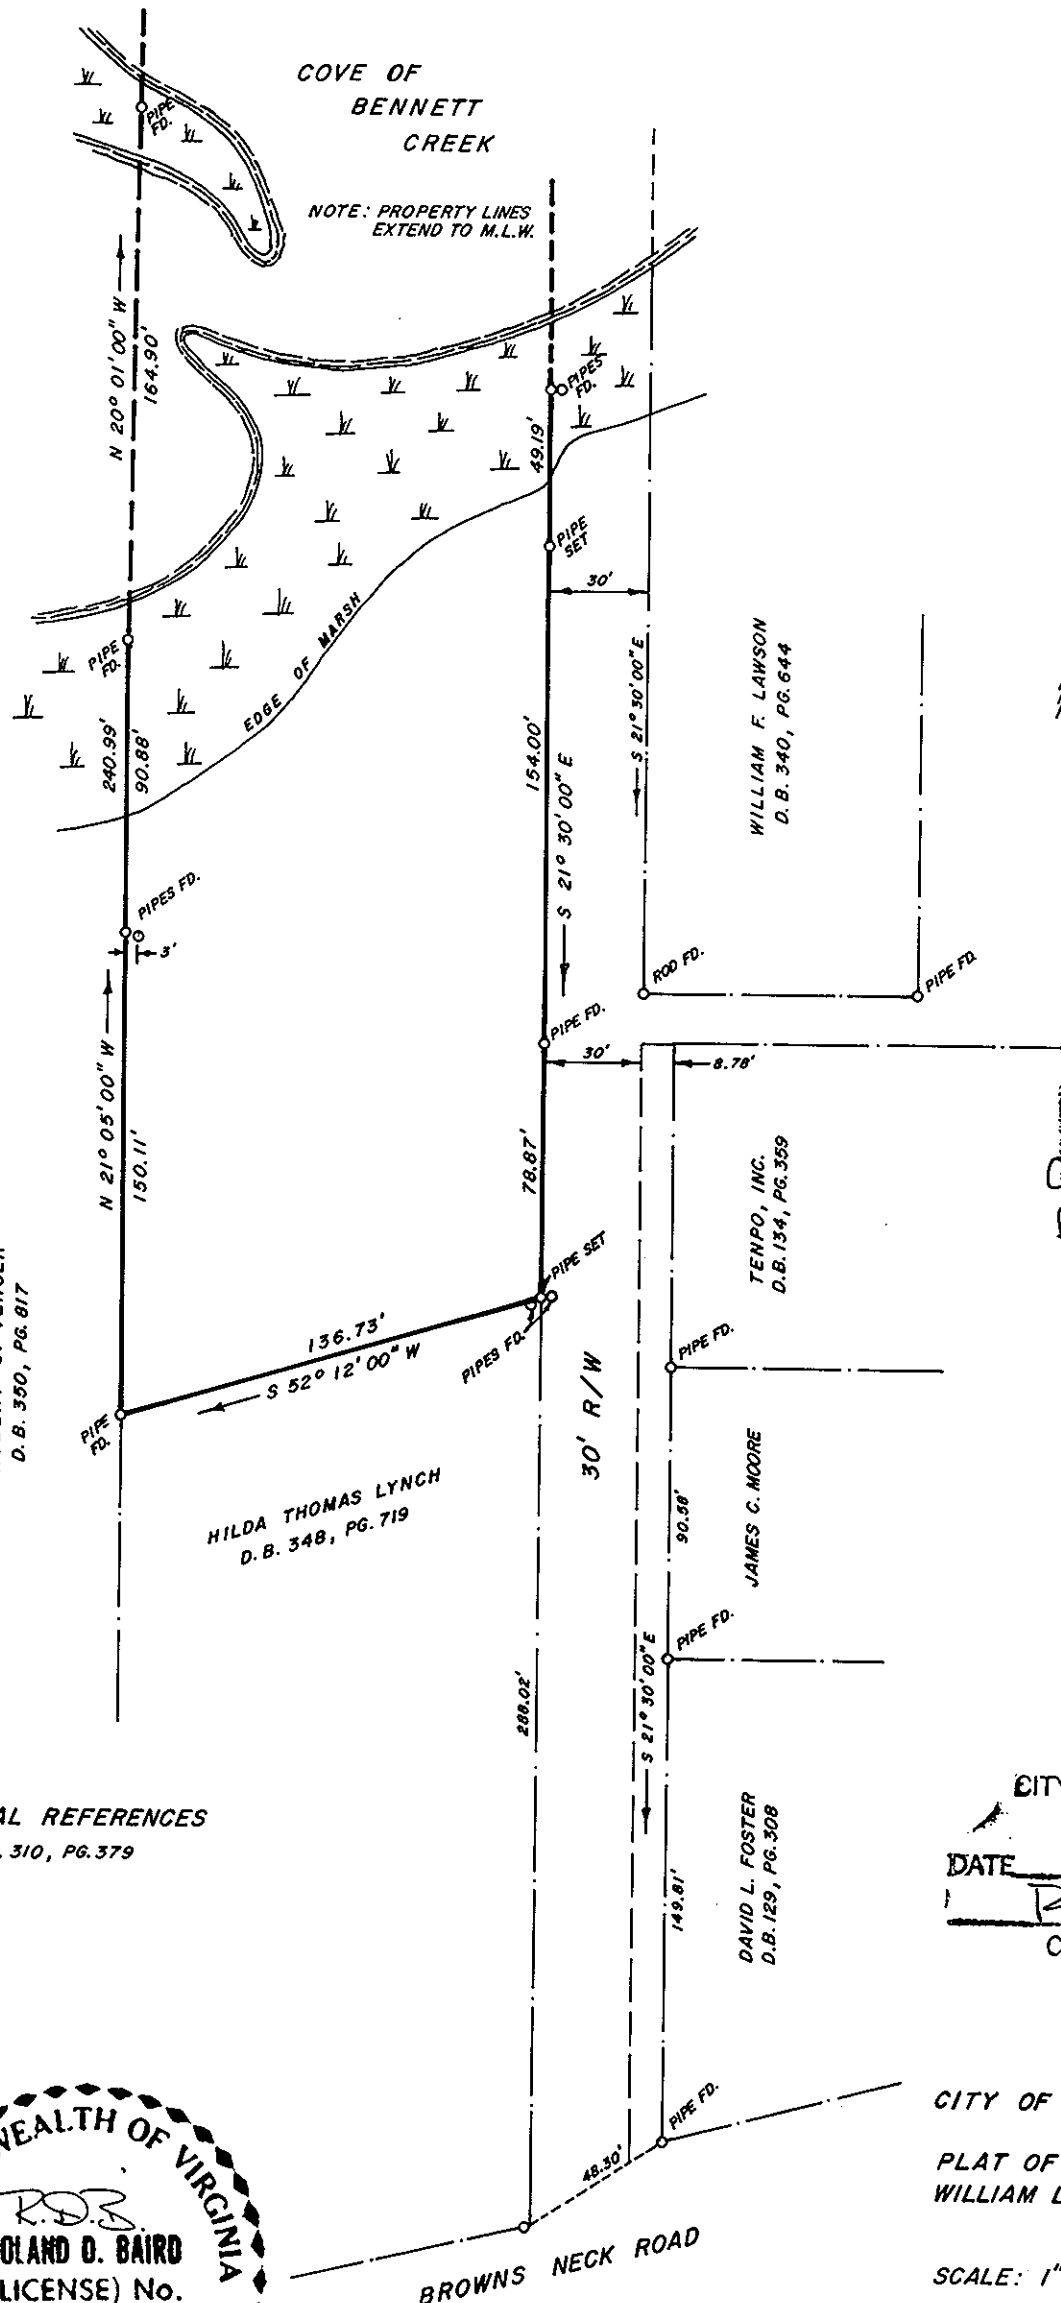 COVE OF
BENNETT
CREEK
PIPE
FD.
NOTE: PROPERTY LINES
EXTEND TO M.L.W.
N 20° 01' 00" W
164.90'
PIPES
FD.
49.19'
PIPE
SET
30'
EDGE OF MARSH
PIPE
FD.
240.99'
90.88'
154.00'
S 21° 30' 00" E
S 21° 30' 00" E
WILLIAM F. LAWSON
D.B. 340, PG. 644
PIPES FD.
3'
ROD FD.
PIPE FD.
PIPE FD.
30'
8.78'
N 21° 05' 00" W
150.11'
78.87'
TENPO, INC.
D.B. 134, PG. 359
D.B. 350, PG. 817
PIPE SET
136.73'
S 52° 12' 00" W
PIPES FD.
PIPE FD.
PIPE
FD.
30' R/W
HILDA THOMAS LYNCH
D.B. 348, PG. 719
JAMES C. MOORE
90.58'
PIPE FD.
288.02'
S 21° 30' 00" E
AL REFERENCES
. 310, PG. 379
DAVID L. FOSTER
D.B. 129, PG. 308
149.81'
CITY
DATE
PIPE FD.
48.30'
BROWNS NECK ROAD
WEALTH OF VIRGINIA
R.D.B.
OLAND D. BAIRD
LICENSE) No.
CITY OF
PLAT OF
WILLIAM L
SCALE: 1"